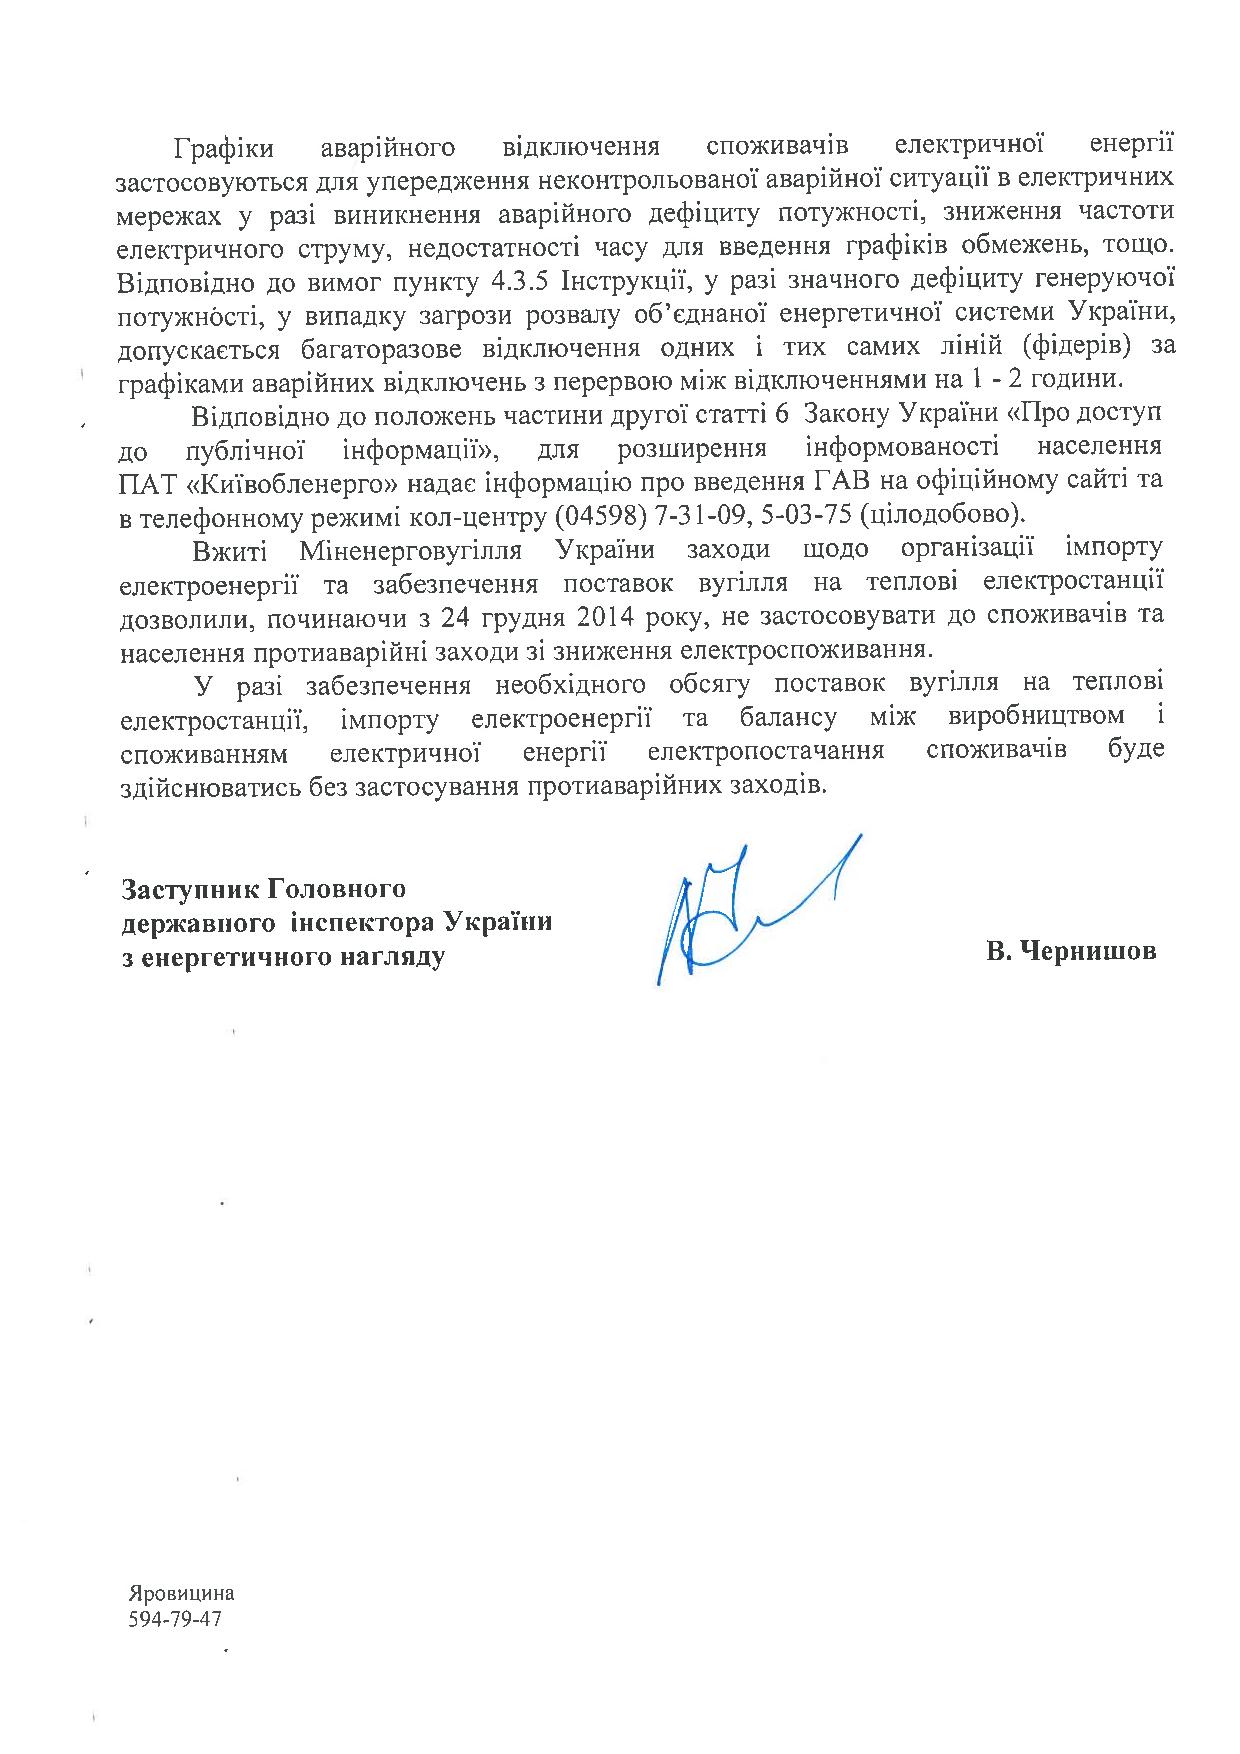 Графіки аварійного відключення споживачів електричної енергії
застосовуються для упередження неконтрольованої аварійної ситуації в електричних
мережах у разі виникнення аварійного дефіциту потужності, зниження частоти
електричного струму, недостатності часу для введення графіків обмежень, тощо.
Відповідно до вимог пункту 4.3.5 Інструкції, у разі значного дефіциту генеруючої
потужності, у випадку загрози розвалу об’єднаної енергетичної системи України,
допускається багаторазове відключення одних і тих самих ліній (фідерів) за
графіками аварійних відключень з перервою між відключеннями на 1 - 2 години.
Відповідно до положень частини другої статті 6 Закону України «Про доступ
до публічної інформації», для розширення інформованості населення
ПАТ «Київобленерго» надає інформацію про введення ГАВ на офіційному сайті та
в телефонному режимі кол-центру (04598) 7-31-09, 5-03-75 (цілодобово).
Вжиті Міненерговугілля України заходи щодо організації імпорту
електроенергії та забезпечення поставок вугілля на теплові електростанції
дозволили, починаючи з 24 грудня 2014 року, не застосовувати до споживачів та
населення протиаварійні заходи зі зниження електроспоживання.
У разі забезпечення необхідного обсягу поставок вугілля на теплові
електростанції, імпорту електроенергії та балансу між виробництвом і
споживанням електричної енергії електропостачання споживачів буде
здійснюватись без застосування протиаварійних заходів.
Заступник Головного
державного інспектора України
з енергетичного нагляду
В. Чернишов
Яровицина
594-79-47